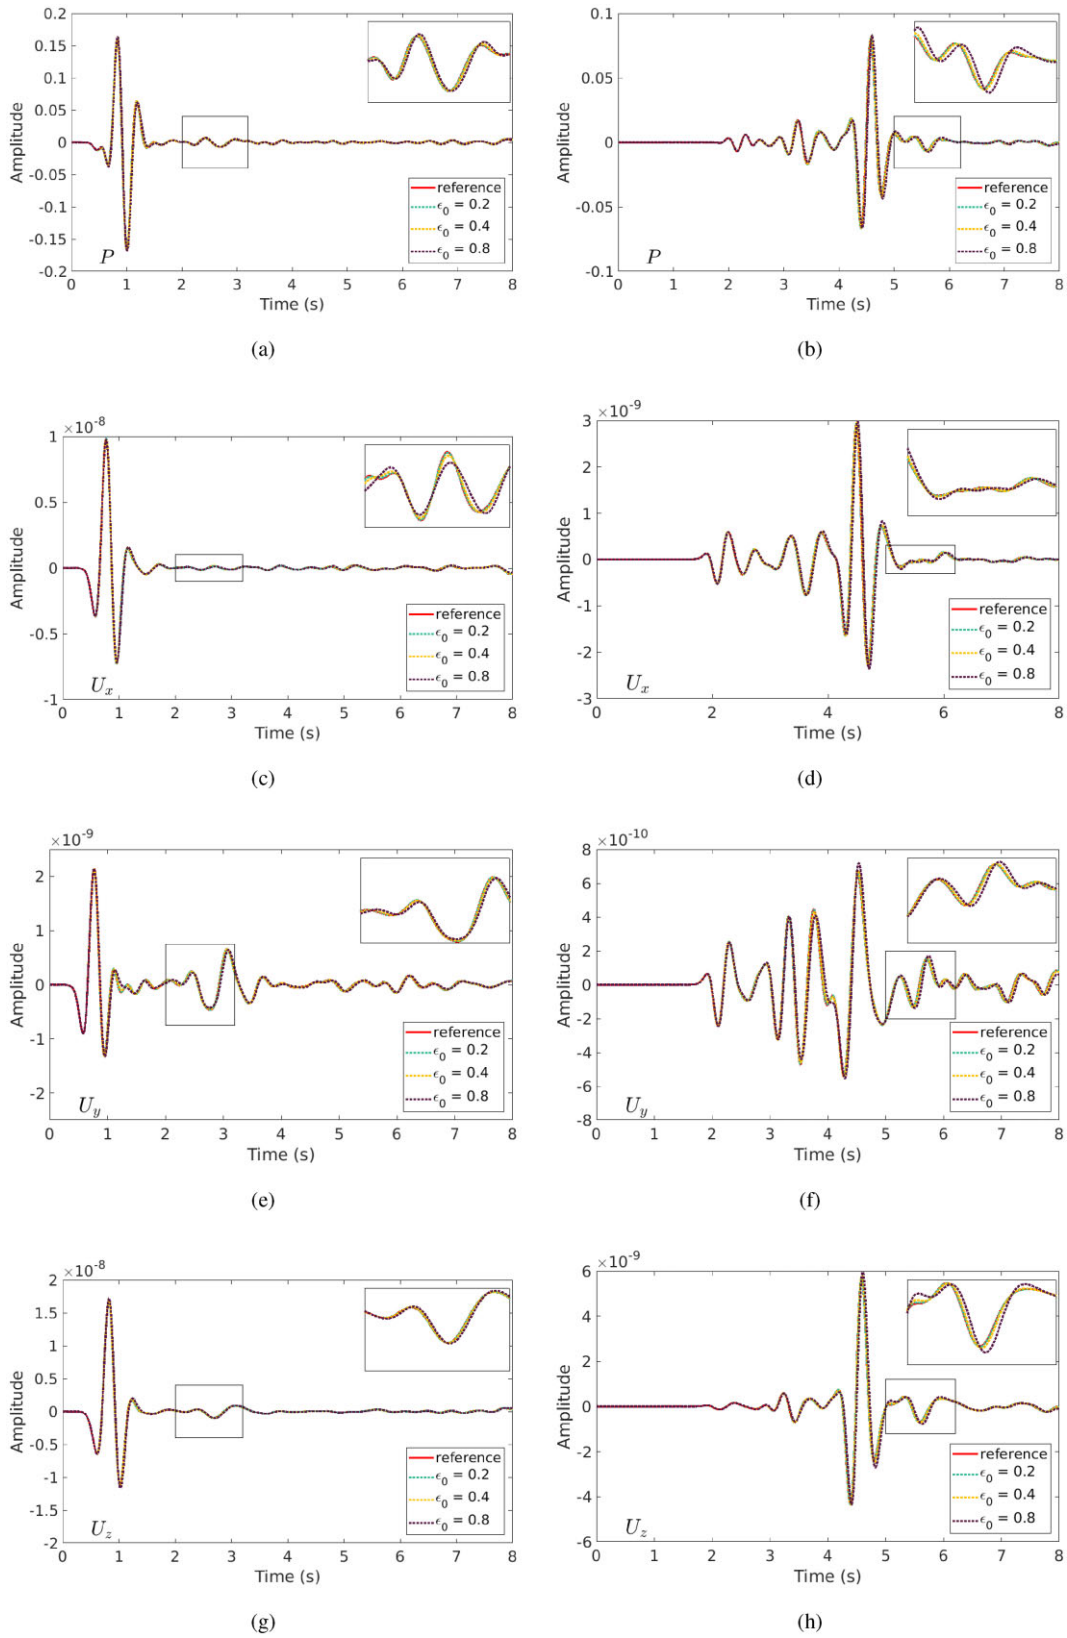 0.2
0.15
0.1
0.05
0
-0.05
-0.1
-0.15
-0.2
Amplitude
reference
ϵ0 = 0.2
ϵ0 = 0.4
ϵ0 = 0.8
P
0 1 2 3 4 5 6 7 8
Time (s)
(a)
0.1
0.05
0
-0.05
-0.1
Amplitude
reference
ϵ0 = 0.2
ϵ0 = 0.4
ϵ0 = 0.8
P
0 1 2 3 4 5 6 7 8
Time (s)
(b)
×10-8
1
0.5
0
-0.5
-1
Amplitude
reference
ϵ0 = 0.2
ϵ0 = 0.4
ϵ0 = 0.8
Ux
0 1 2 3 4 5 6 7 8
Time (s)
(c)
×10-9
3
2
1
0
-1
-2
-3
Amplitude
reference
ϵ0 = 0.2
ϵ0 = 0.4
ϵ0 = 0.8
Ux
0 2 4 6 8
Time (s)
(d)
×10-9
2
1
0
-1
-2
Amplitude
reference
ϵ0 = 0.2
ϵ0 = 0.4
ϵ0 = 0.8
Uy
0 1 2 3 4 5 6 7 8
Time (s)
(e)
×10-10
8
6
4
2
0
-2
-4
-6
-8
Amplitude
reference
ϵ0 = 0.2
ϵ0 = 0.4
ϵ0 = 0.8
Uy
0 1 2 3 4 5 6 7 8
Time (s)
(f)
×10-8
2
1.5
1
0.5
0
-0.5
-1
-1.5
-2
Amplitude
reference
ϵ0 = 0.2
ϵ0 = 0.4
ϵ0 = 0.8
Uz
0 1 2 3 4 5 6 7 8
Time (s)
(g)
×10-9
6
4
2
0
-2
-4
-6
Amplitude
reference
ϵ0 = 0.2
ϵ0 = 0.4
ϵ0 = 0.8
Uz
0 1 2 3 4 5 6 7 8
Time (s)
(h)